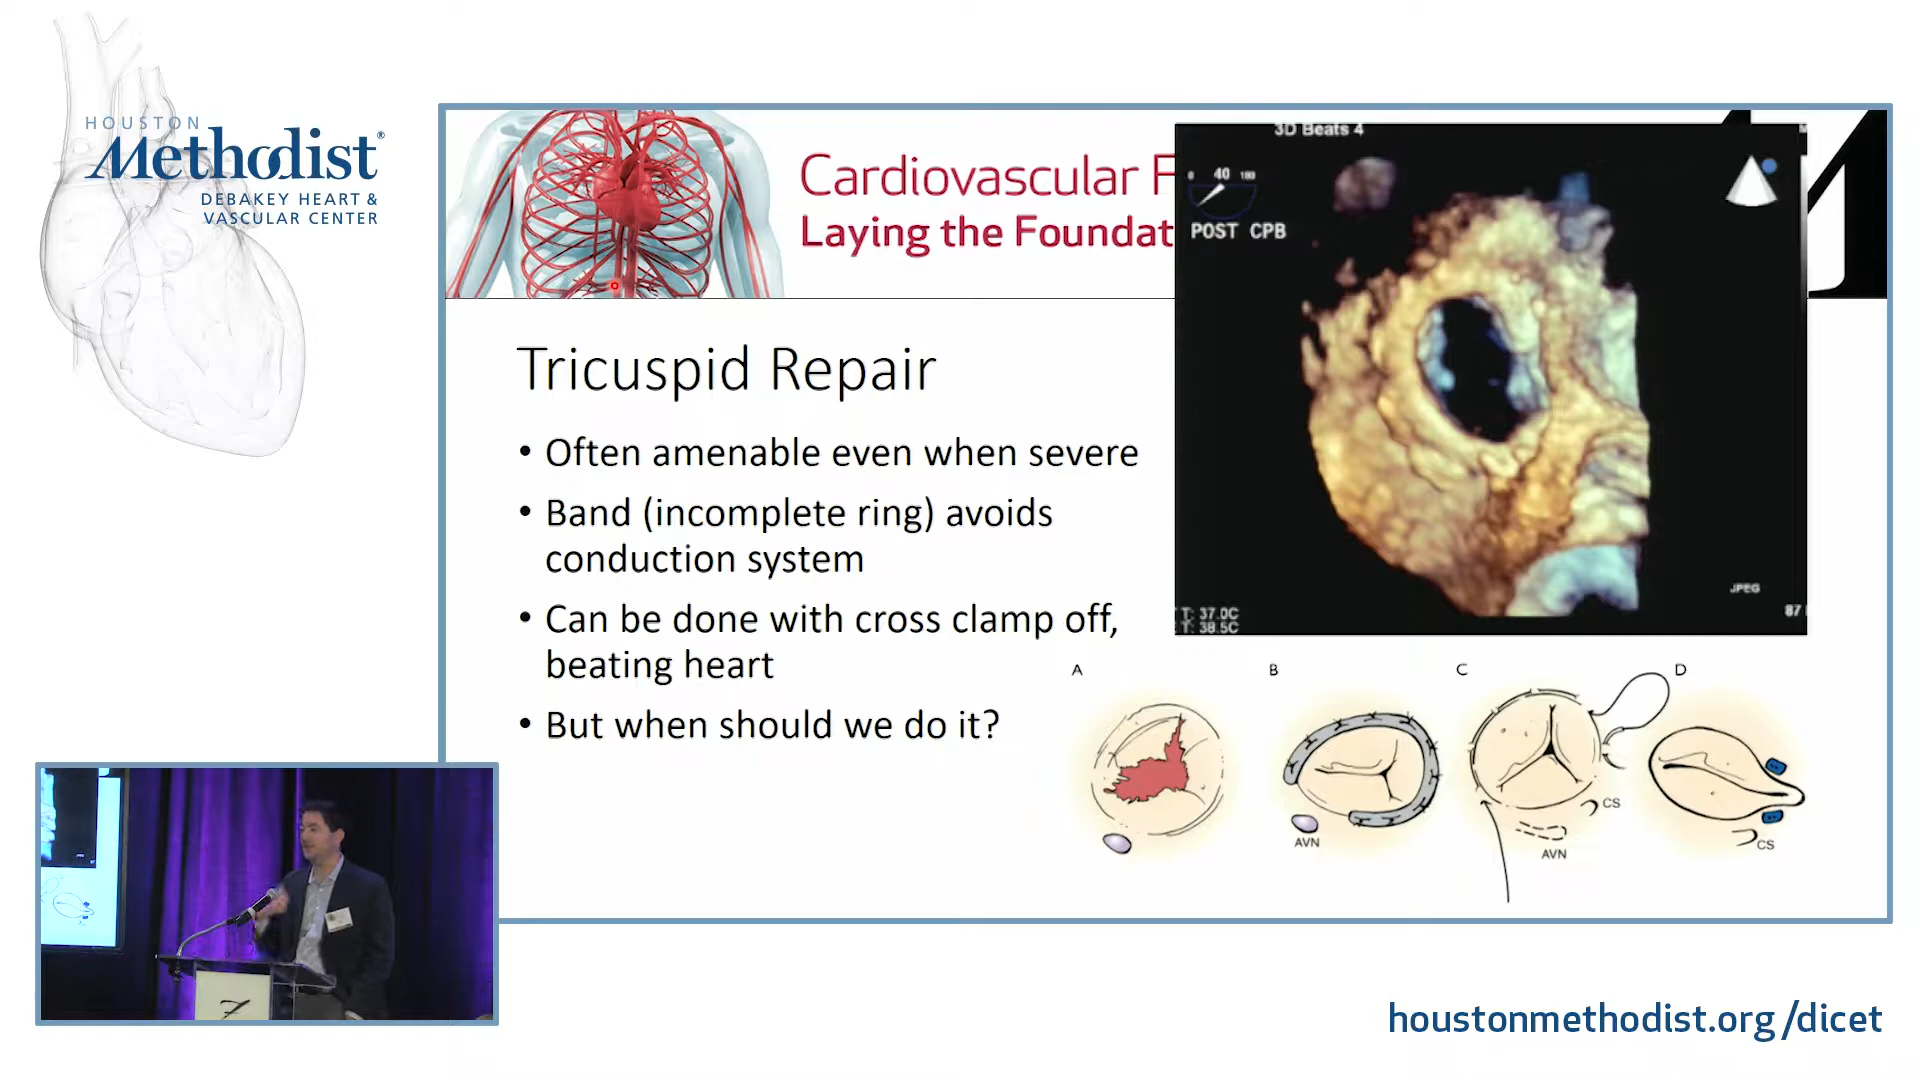 HOUSTON
Methodist®
DEBAKEY HEART &
VASCULAR CENTER
Cardiovascular F
Laying the Foundat
3D Beats 4
0 40 180
POST CPB
JPEG
87
T: 37.0C
T: 38.5C
Tricuspid Repair
• Often amenable even when severe
• Band (incomplete ring) avoids
conduction system
• Can be done with cross clamp off,
beating heart
• But when should we do it?
A
B
C
D
AVN
CS
AVN
CS
houstonmethodist.org/dicet